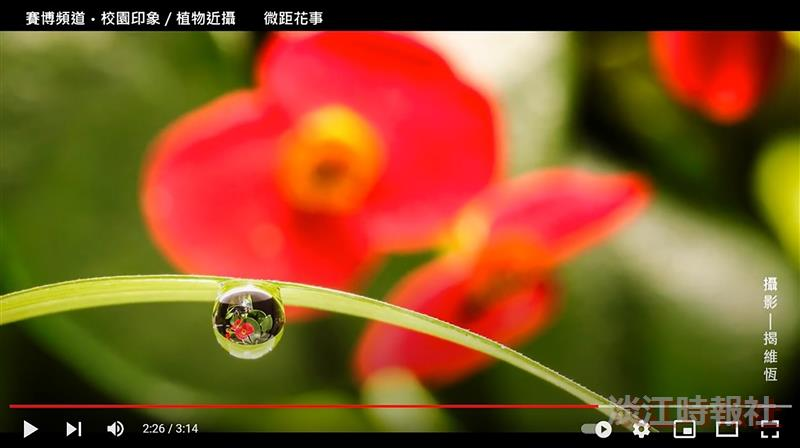 賽博頻道・校園印象 / 植物近攝　　微距花事
攝影—揭維恆
淡江時報社
2:26 / 3:14